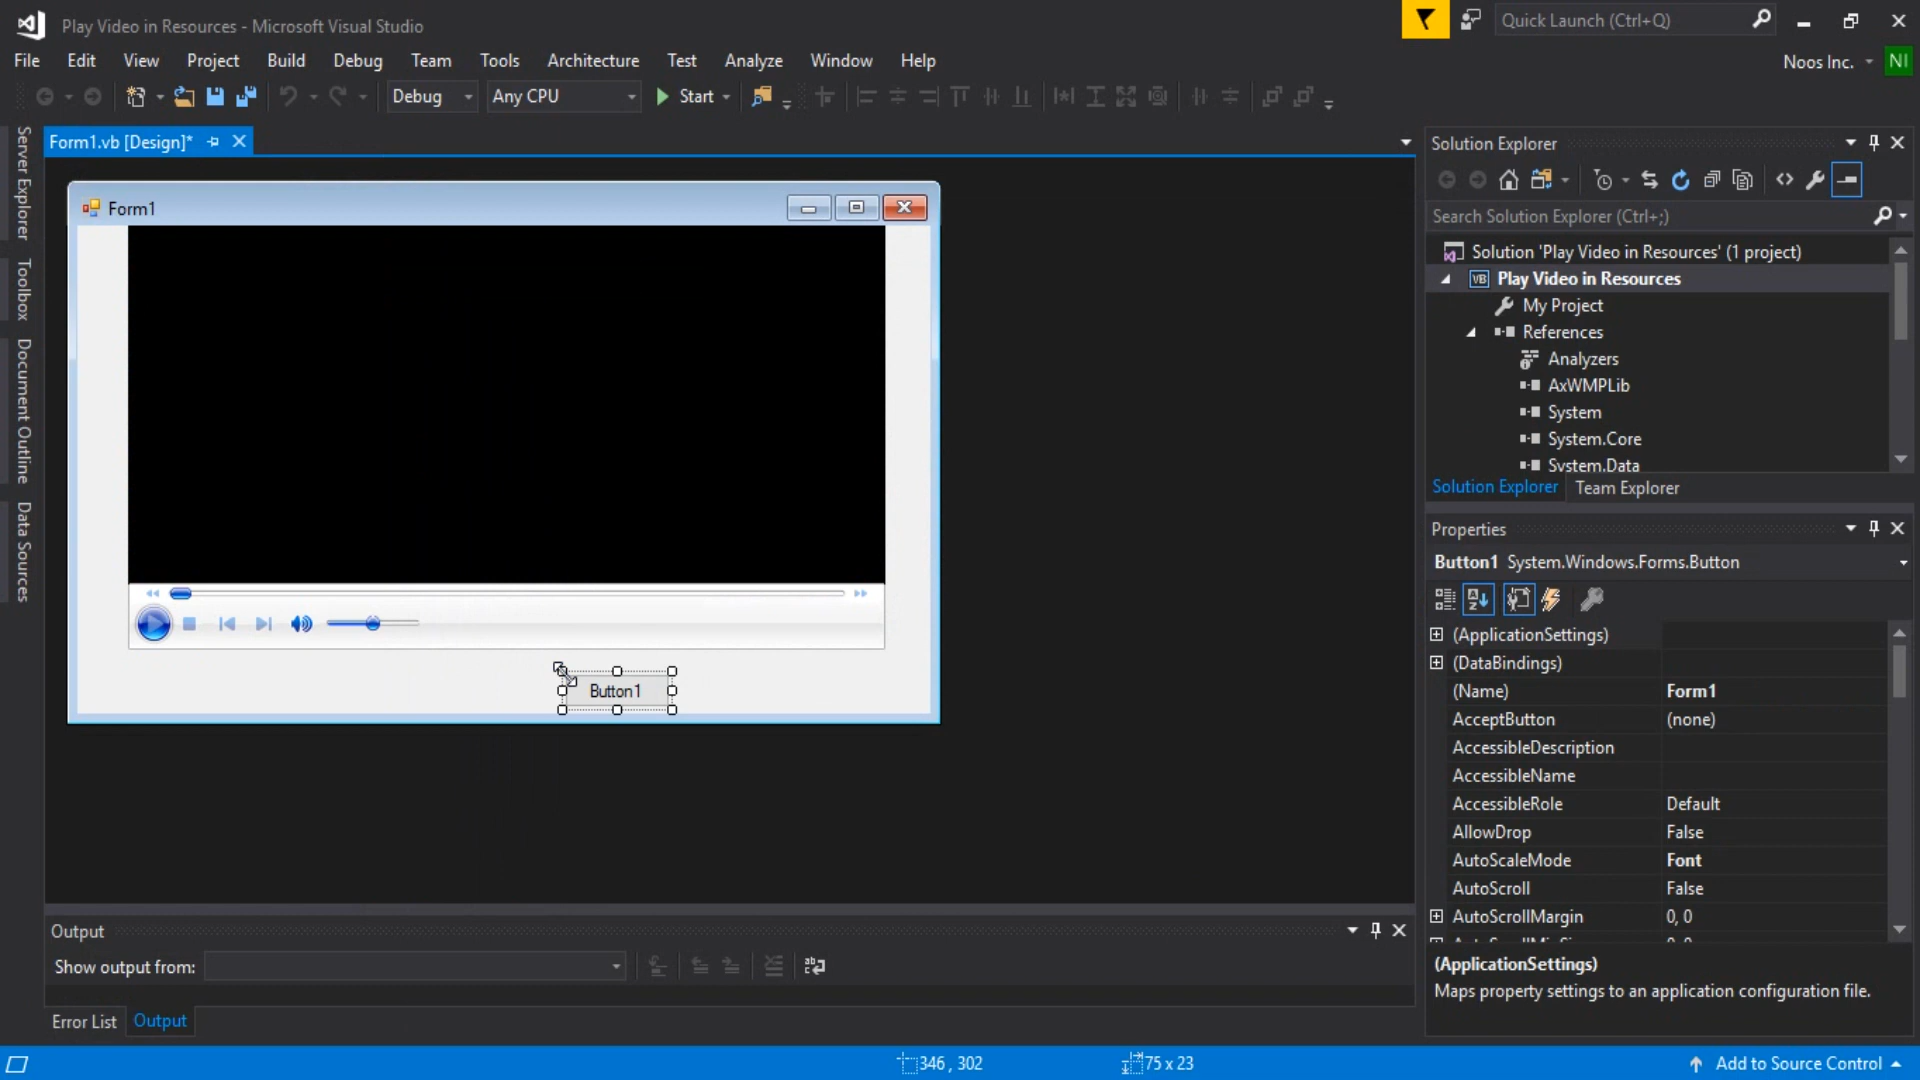 Play Video in Resources - Microsoft Visual Studio
Quick Launch (Ctrl+Q)
File Edit View Project Build Debug Team Tools Architecture Test Analyze Window Help
Noos Inc. NI
Debug Any CPU Start
Form1.vb [Design]*
Server Explorer
Toolbox
Document Outline
Data Sources
Form1
Button1
Solution Explorer
Search Solution Explorer (Ctrl+;)
Solution 'Play Video in Resources' (1 project)
VB Play Video in Resources
My Project
References
Analyzers
AxWMPLib
System
System.Core
System.Data
Solution Explorer Team Explorer
Properties
Button1 System.Windows.Forms.Button
(ApplicationSettings)
(DataBindings)
(Name) Form1
AcceptButton (none)
AccessibleDescription
AccessibleName
AccessibleRole Default
AllowDrop False
AutoScaleMode Font
AutoScroll False
AutoScrollMargin 0, 0
(ApplicationSettings)
Maps property settings to an application configuration file.
Output
Show output from:
Error List Output
346 , 302
75 x 23
Add to Source Control